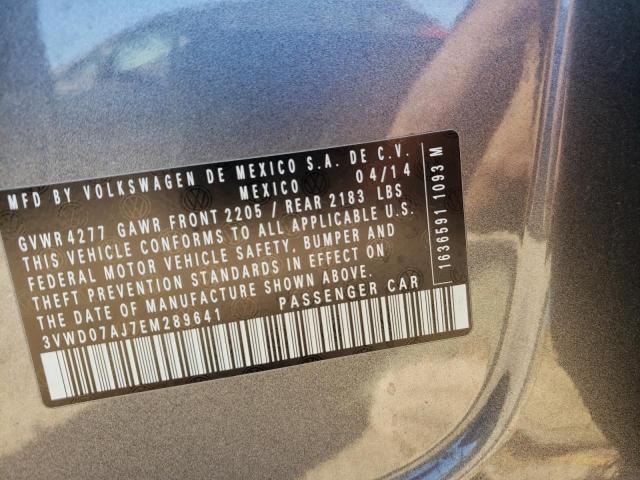 MFD BY VOLKSWAGEN DE MEXICO S.A. DE C.V.
MEXICO 04/14
GVWR 4277 GAWR FRONT 2205 / REAR 2183 LBS
THIS VEHICLE CONFORMS TO ALL APPLICABLE U.S.
FEDERAL MOTOR VEHICLE SAFETY, BUMPER AND
THEFT PREVENTION STANDARDS IN EFFECT ON
THE DATE OF MANUFACTURE SHOWN ABOVE.
3VWD07AJ7EM289641 PASSENGER CAR
1636591 1093 M